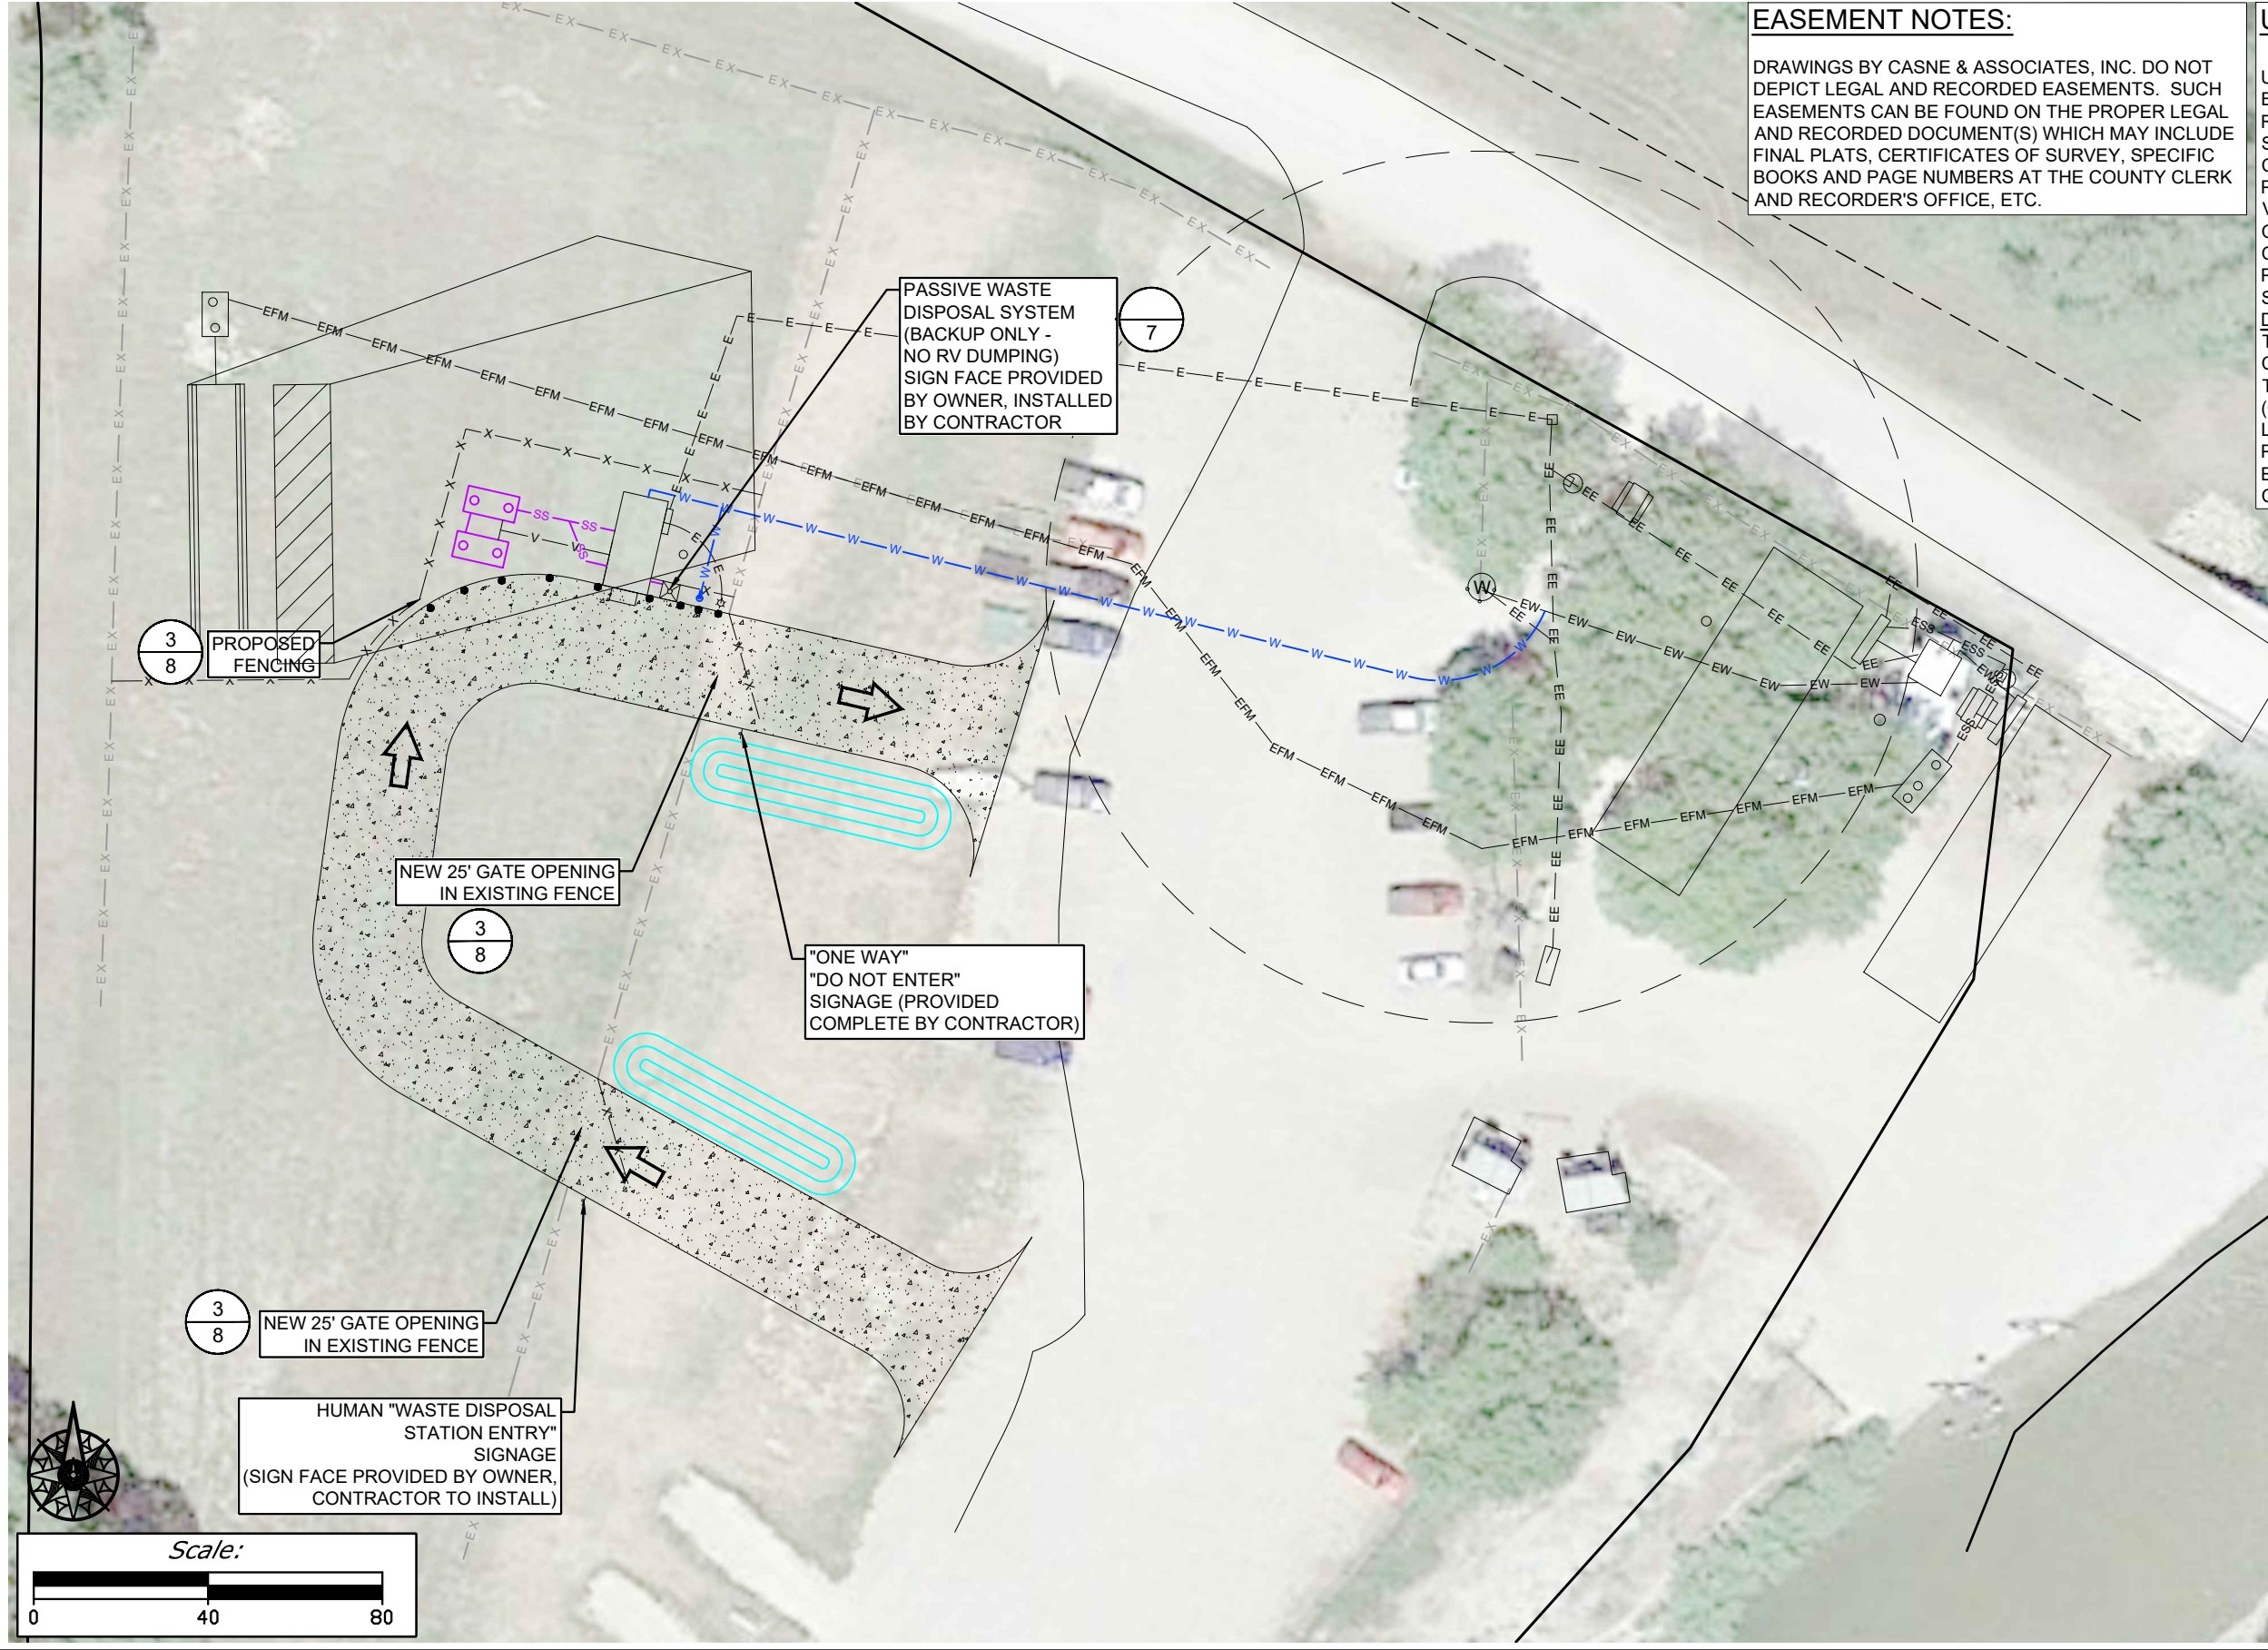 EASEMENT NOTES:
DRAWINGS BY CASNE & ASSOCIATES, INC. DO NOT
DEPICT LEGAL AND RECORDED EASEMENTS. SUCH
EASEMENTS CAN BE FOUND ON THE PROPER LEGAL
AND RECORDED DOCUMENT(S) WHICH MAY INCLUDE
FINAL PLATS, CERTIFICATES OF SURVEY, SPECIFIC
BOOKS AND PAGE NUMBERS AT THE COUNTY CLERK
AND RECORDER'S OFFICE, ETC.
PASSIVE WASTE
DISPOSAL SYSTEM
(BACKUP ONLY -
NO RV DUMPING)
SIGN FACE PROVIDED
BY OWNER, INSTALLED
BY CONTRACTOR
7
3
8
PROPOSED
FENCING
NEW 25' GATE OPENING
IN EXISTING FENCE
3
8
"ONE WAY"
"DO NOT ENTER"
SIGNAGE (PROVIDED
COMPLETE BY CONTRACTOR)
3
8
NEW 25' GATE OPENING
IN EXISTING FENCE
HUMAN "WASTE DISPOSAL
STATION ENTRY"
SIGNAGE
(SIGN FACE PROVIDED BY OWNER,
CONTRACTOR TO INSTALL)
Scale:
0 40 80